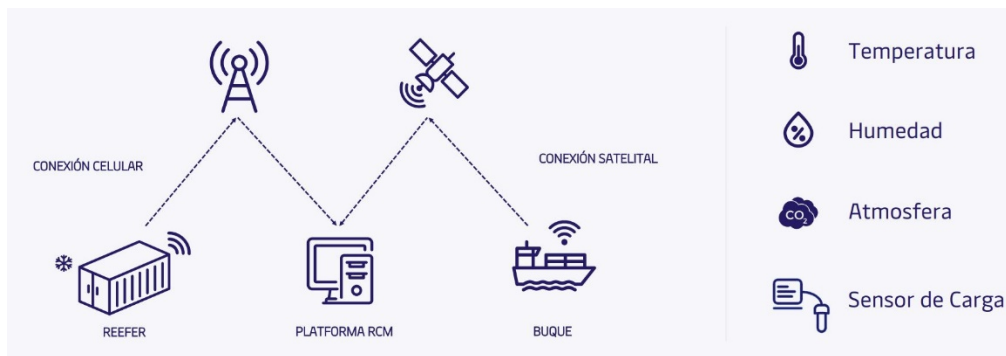 CONEXIÓN CELULAR
CONEXIÓN SATELITAL
REEFER
PLATFORMA RCM
BUQUE
Temperatura
%
Humedad
CO₂
Atmosfera
Sensor de Carga